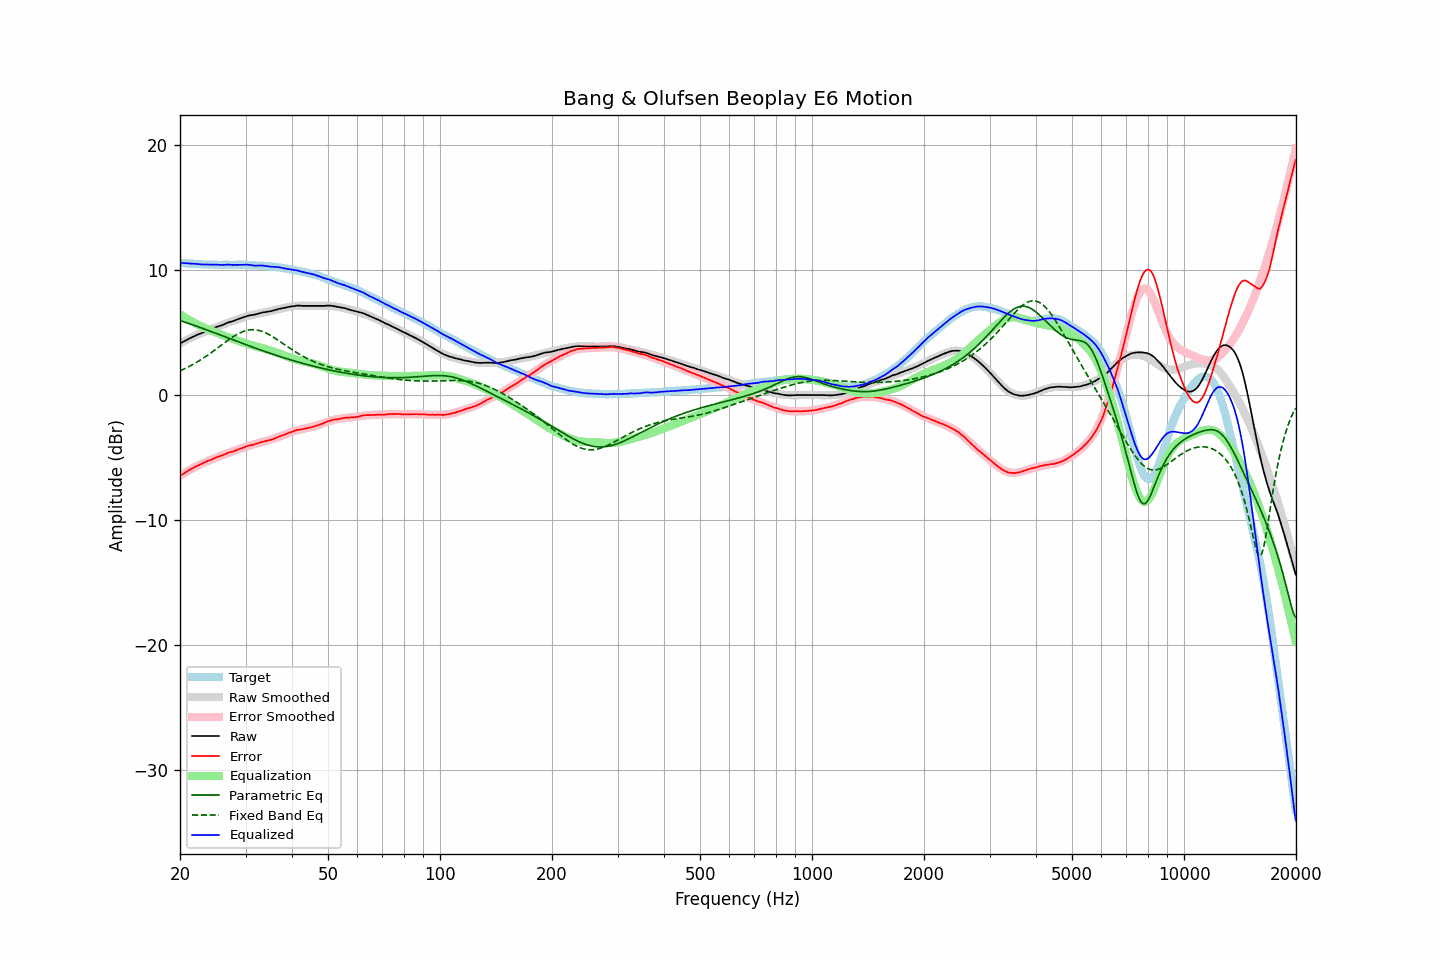 Bang & Olufsen Beoplay E6 Motion
Amplitude (dBr)
20
10
0
−10
−20
−30
Target
Raw Smoothed
Error Smoothed
Raw
Error
Equalization
Parametric Eq
Fixed Band Eq
Equalized
20 50 100 200 500 1000 2000 5000 10000 20000
Frequency (Hz)